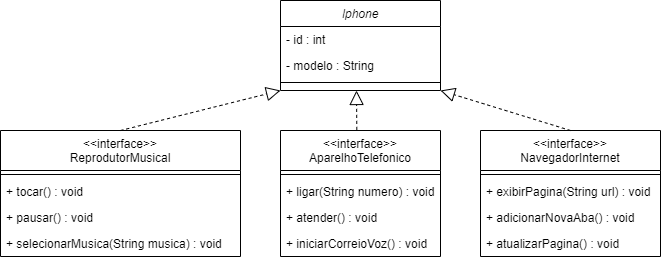 Iphone
- id : int
- modelo : String
<<interface>>
ReprodutorMusical
+ tocar() : void
+ pausar() : void
+ selecionarMusica(String musica) : void
<<interface>>
AparelhoTelefonico
+ ligar(String numero) : void
+ atender() : void
+ iniciarCorreioVoz() : void
<<interface>>
NavegadorInternet
+ exibirPagina(String url) : void
+ adicionarNovaAba() : void
+ atualizarPagina() : void